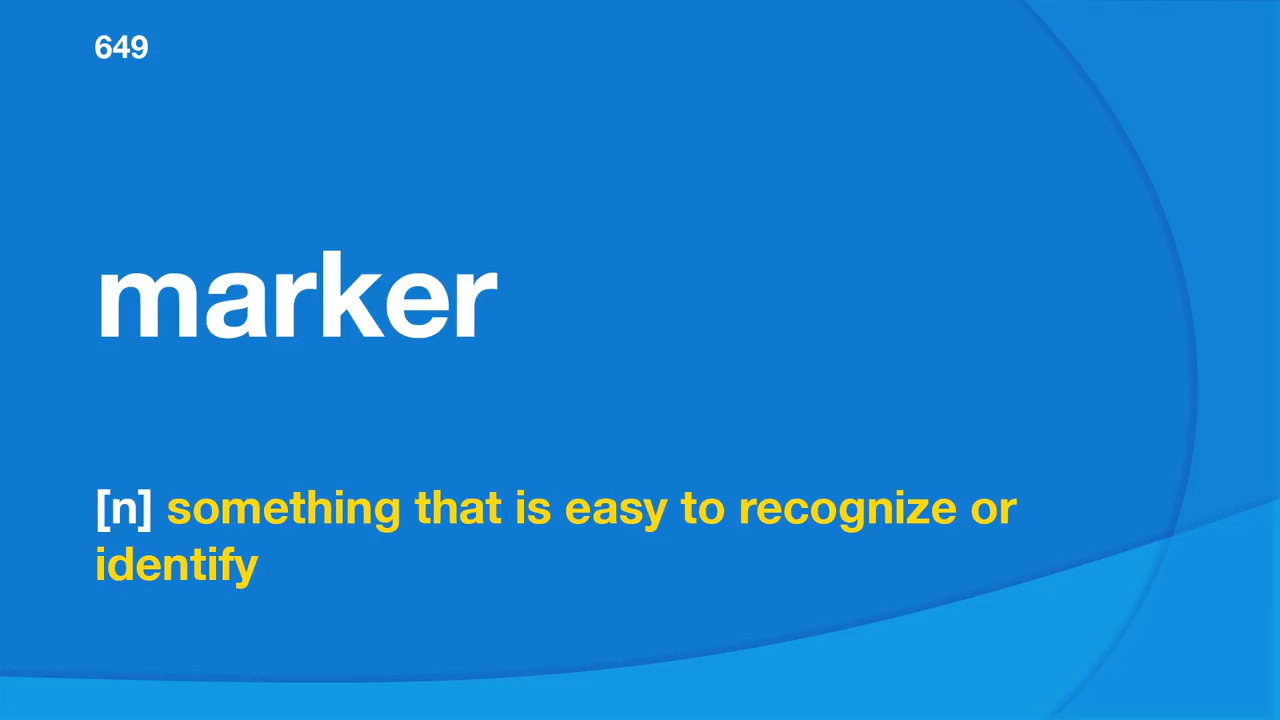 649
marker
[n] something that is easy to recognize or
identify